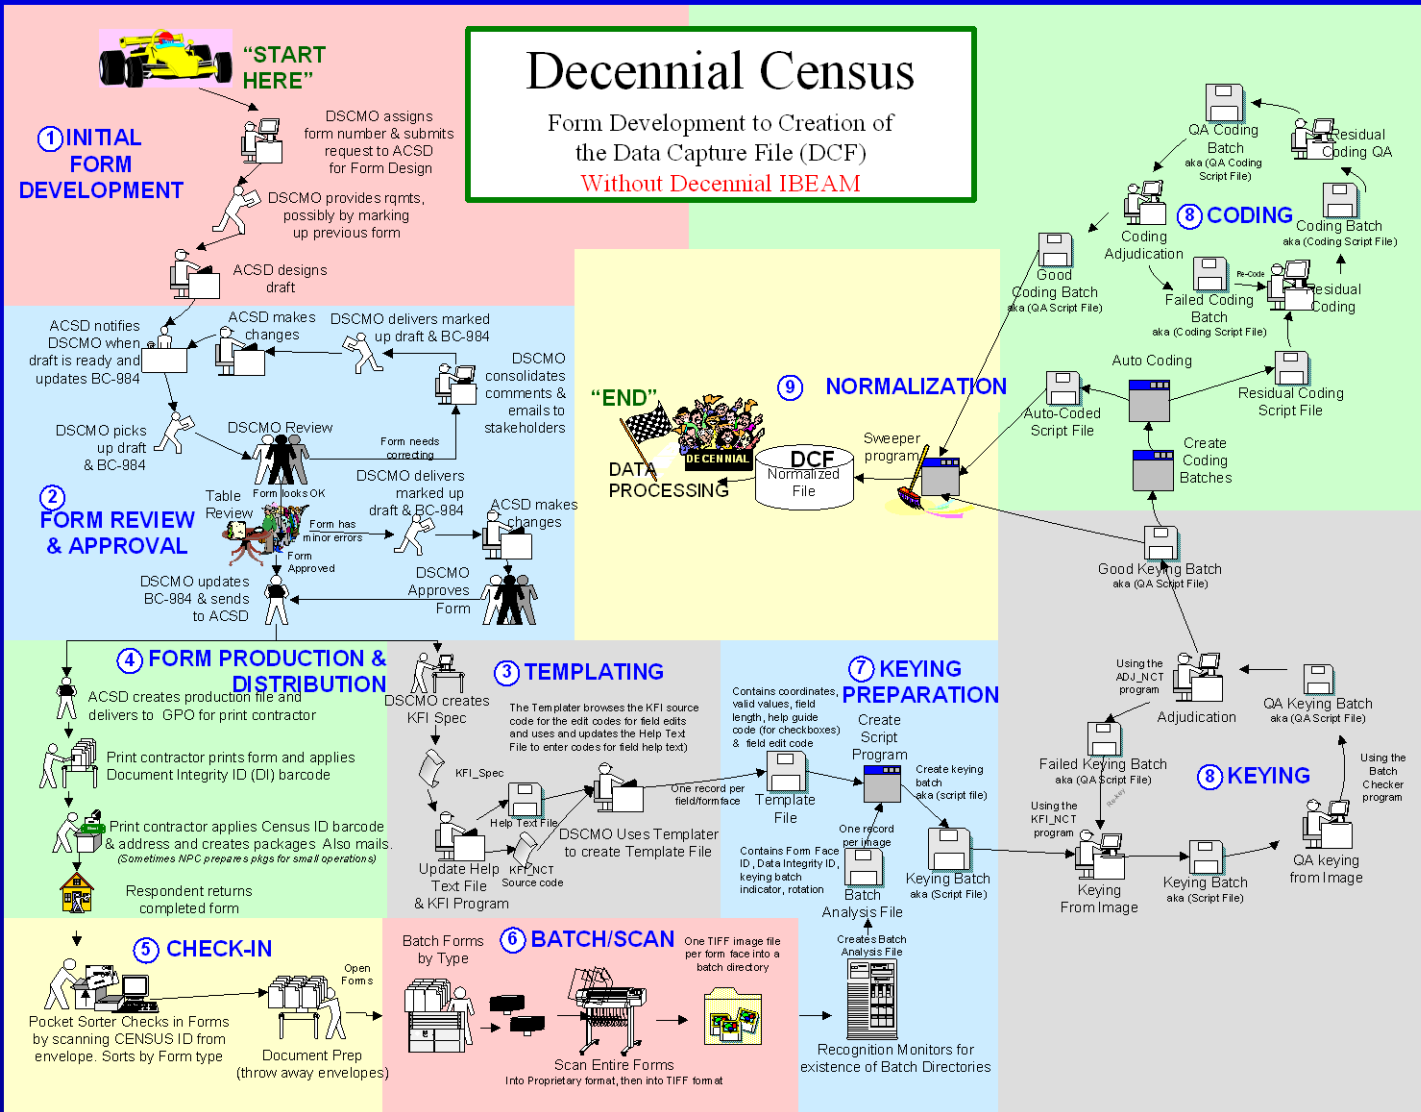 Decennial Census
Form Development to Creation of
the Data Capture File (DCF)
Without Decennial IBEAM
“START
HERE”
1 INITIAL
FORM
DEVELOPMENT
DSCMO assigns
form number & submits
request to ACSD
for Form Design
DSCMO provides rqmts,
possibly by marking
up previous form
ACSD designs
draft
ACSD notifies
DSCMO when
draft is ready and
updates BC-984
ACSD makes
changes
DSCMO delivers marked
up draft & BC-984
DSCMO
consolidates
comments &
emails to
stakeholders
DSCMO picks
up draft
& BC-984
DSCMO Review
Form needs
correcting
2
FORM REVIEW
& APPROVAL
Form looks OK
Table
Review
Form has
minor errors
DSCMO delivers
marked up
draft & BC-984
ACSD makes
changes
Form
Approved
DSCMO
Approves
Form
DSCMO updates
BC-984 & sends
to ACSD
4 FORM PRODUCTION &
DISTRIBUTION
ACSD creates production file and
delivers to GPO for print contractor
Print contractor prints form and applies
Document Integrity ID (DI) barcode
Print contractor applies Census ID barcode
& address and creates packages Also mails.
(Sometimes NPC prepares pkgs for small operations)
Respondent returns
completed form
3 TEMPLATING
DSCMO creates
KFI Spec
The Templater browses the KFI source
code for the edit codes for field edits
and uses and updates the Help Text
File to enter codes for field help text)
KFI_Spec
Help Text File
KFI_NCT
Source code
Update Help
Text File
& KFI Program
DSCMO Uses Templater
to create Template File
One record per
field/formface
5 CHECK-IN
Pocket Sorter Checks in Forms
by scanning CENSUS ID from
envelope. Sorts by Form type
Open
Forms
Document Prep
(throw away envelopes)
6 BATCH/SCAN
Batch Forms
by Type
One TIFF image file
per form face into a
batch directory
Scan Entire Forms
Into Proprietary format, then into TIFF format
7 KEYING
PREPARATION
Contains coordinates,
valid values, field
length, help guide
code (for checkboxes)
& field edit code
Create
Script
Program
Template
File
Create keying
batch
aka (script file)
One record
per image
Contains Form Face
ID, Data Integrity ID,
keying batch
indicator, rotation
Batch
Analysis File
Keying Batch
aka (Script File)
Creates Batch
Analysis File
Recognition Monitors for
existence of Batch Directories
8 KEYING
Using the
KFI_NCT
program
Keying
From Image
Keying Batch
aka (Script File)
QA keying
from Image
Using the
Batch
Checker
program
QA Keying Batch
aka (QA Script File)
Using the
ADJ_NCT
program
Adjudication
Failed Keying Batch
aka (QA Script File)
Re-Key
Good Keying Batch
aka (QA Script File)
8 CODING
Create
Coding
Batches
Auto Coding
Auto-Coded
Script File
Residual Coding
Script File
Residual
Coding
Coding Batch
aka (Coding Script File)
Residual
Coding QA
QA Coding
Batch
aka (QA Coding
Script File)
Coding
Adjudication
Failed Coding
Batch
aka (Coding Script File)
Re-Code
Good
Coding Batch
aka (QA Script File)
9 NORMALIZATION
Sweeper
program
DCF
Normalized
File
“END”
DECENNIAL
DATA
PROCESSING